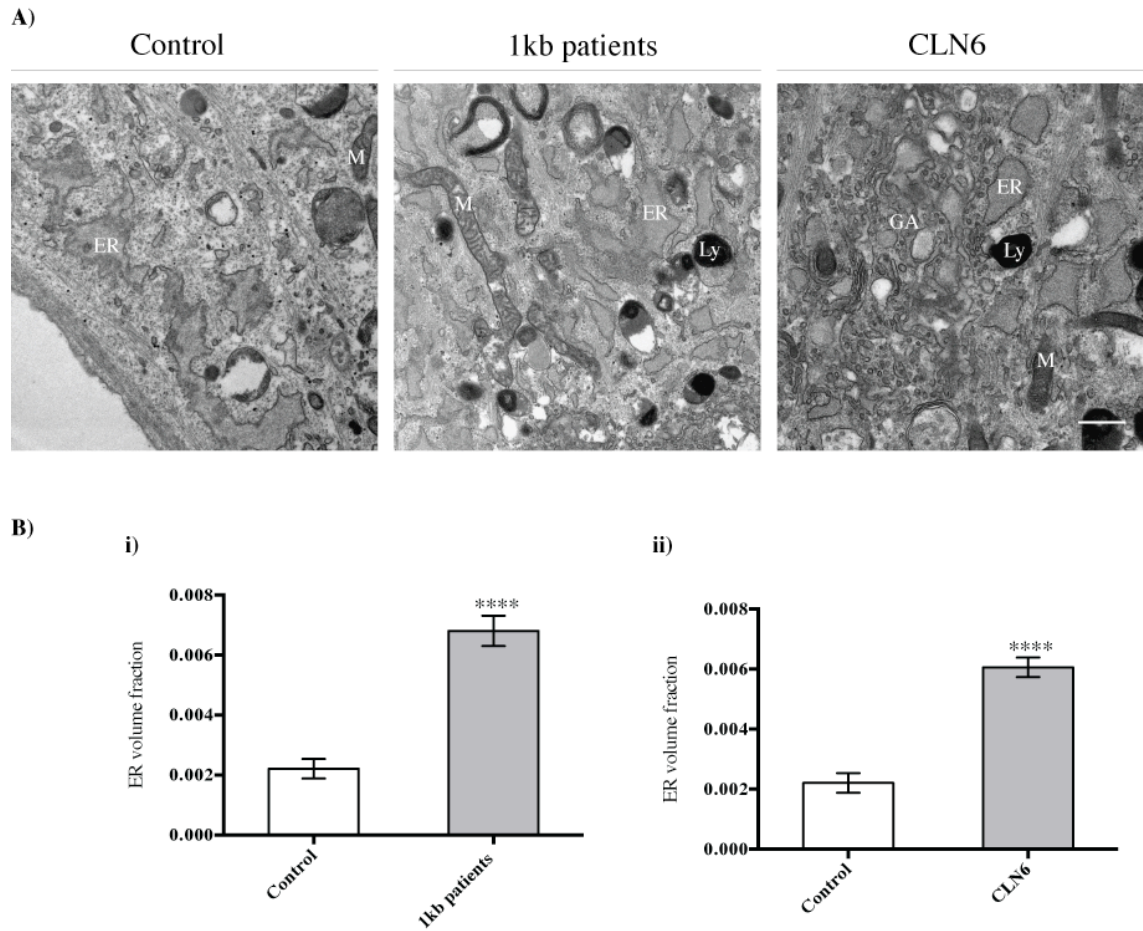 A)
Control
1kb patients
CLN6
ER
M
M
ER
Ly
GA
ER
Ly
M
B)
i)
ER volume fraction
0.008
0.006
0.004
0.002
0.000
****
Control
1kb patients
ii)
ER volume fraction
0.008
0.006
0.004
0.002
0.000
****
Control
CLN6